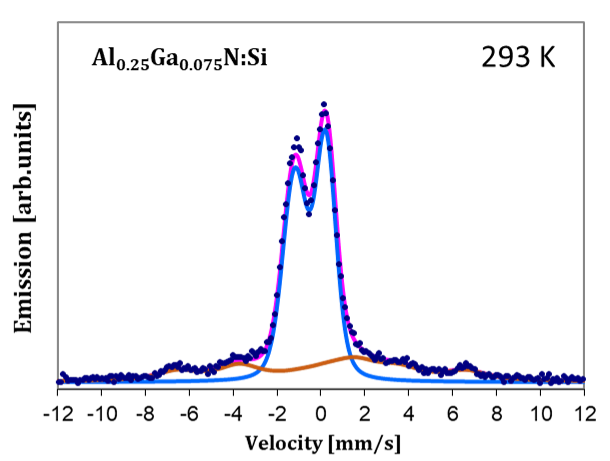 Al0.25Ga0.075N:Si
293 K
Emission [arb.units]
-12 -10 -8 -6 -4 -2 0 2 4 6 8 10 12
Velocity [mm/s]